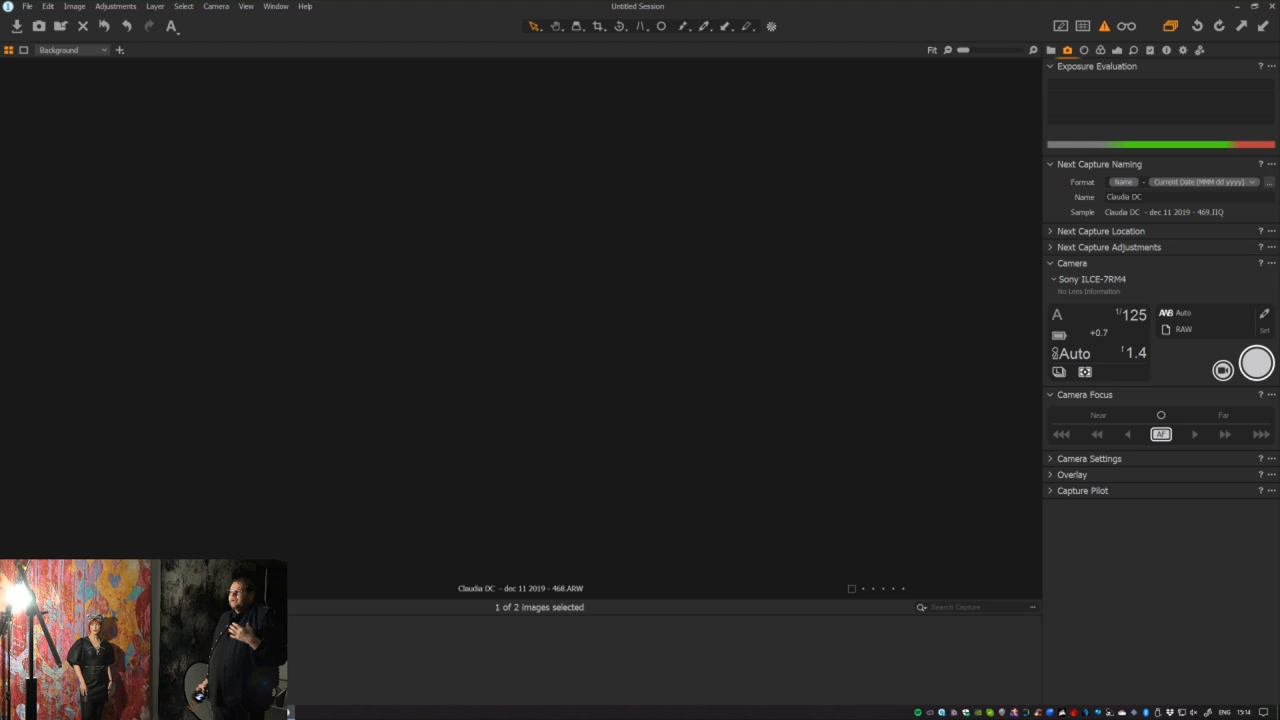 File Edit Image Adjustments Layer Select Camera View Window Help
Untitled Session
A
Background
Fit
Exposure Evaluation ? ...
Next Capture Naming ? ...
Format Name - Current Date (MMM dd yyyy) ...
Name Claudia DC
Sample Claudia DC - dec 11 2019 - 469.IIQ
Next Capture Location ? ...
Next Capture Adjustments ? ...
Camera ? ...
Sony ILCE-7RM4
No Lens Information
A 1/125
AWB Auto
+0.7
RAW
Set
Auto f 1.4
L
Camera Focus ? ...
Near Far
AF
Camera Settings ? ...
Overlay ? ...
Capture Pilot ? ...
Claudia DC - dec 11 2019 - 468.ARW
1 of 2 images selected
Search Capture
ENG 15:14